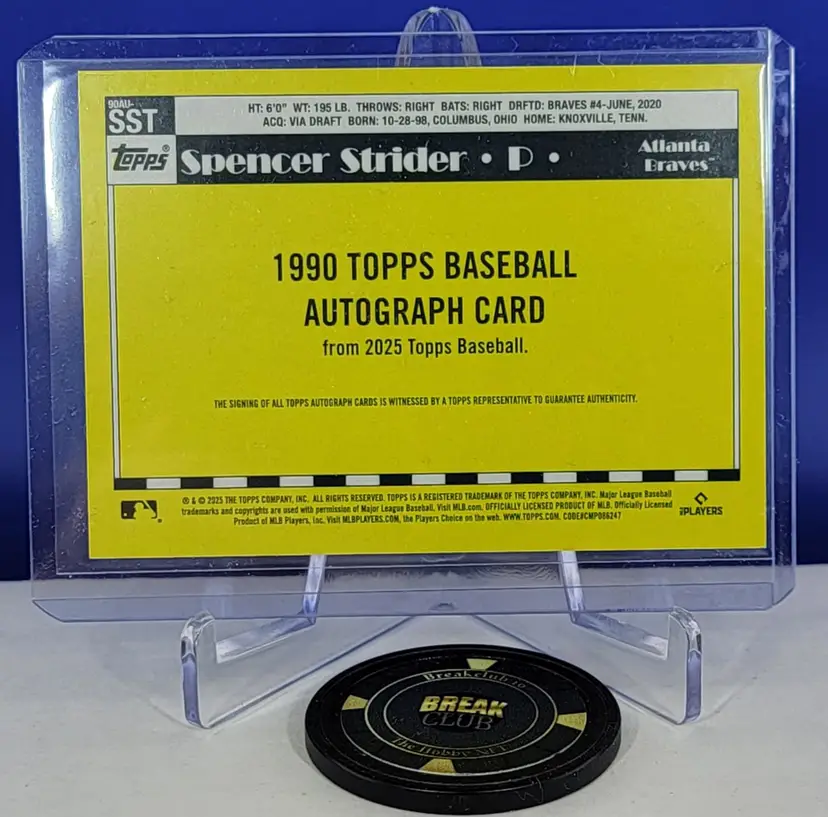 90AU-
SST
HT: 6'0" WT: 195 LB. THROWS: RIGHT BATS: RIGHT DRFTD: BRAVES #4-JUNE, 2020
ACQ: VIA DRAFT BORN: 10-28-98, COLUMBUS, OHIO HOME: KNOXVILLE, TENN.
Topps®
Spencer Strider • P •
Atlanta
Braves™
1990 TOPPS BASEBALL
AUTOGRAPH CARD
from 2025 Topps Baseball.
THE SIGNING OF ALL TOPPS AUTOGRAPH CARDS IS WITNESSED BY A TOPPS REPRESENTATIVE TO GUARANTEE AUTHENTICITY.
® & © 2025 THE TOPPS COMPANY, INC. ALL RIGHTS RESERVED. TOPPS IS A REGISTERED TRADEMARK OF THE TOPPS COMPANY, INC. Major League Baseball
trademarks and copyrights are used with permission of Major League Baseball. Visit MLB.com. OFFICIALLY LICENSED PRODUCT OF MLB. Officially Licensed
Product of MLB Players, Inc. Visit MLBPLAYERS.COM, the Players Choice on the web. WWW.TOPPS.COM. CODE#CMP086247
PLAYERS
Breakclub.io
BREAK
CLUB
The Hobby